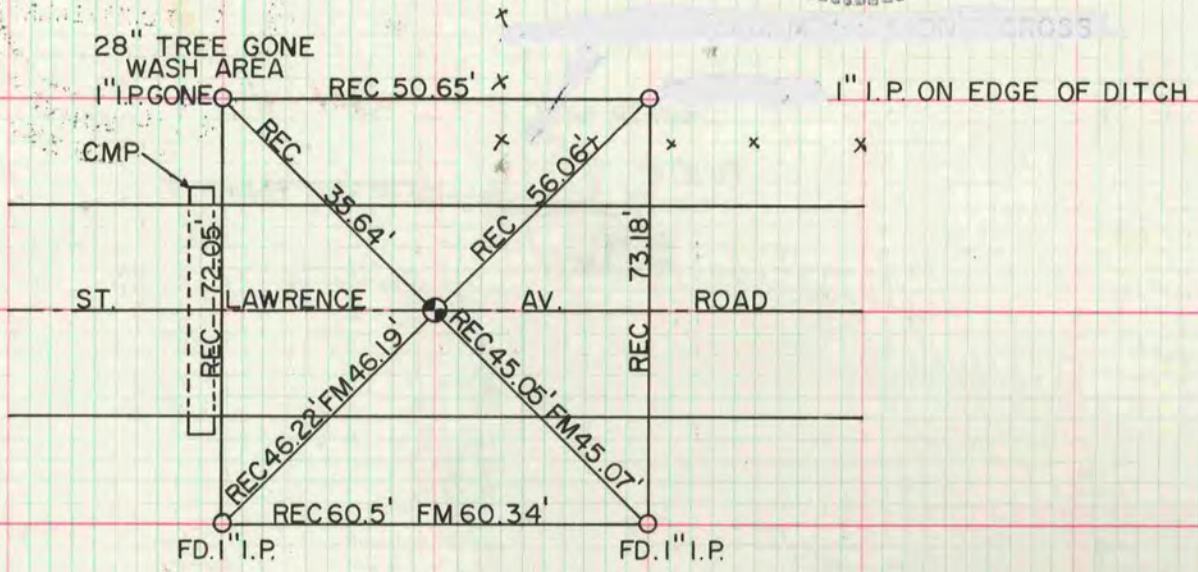 CROSS
28" TREE GONE
WASH AREA
1" I.P. GONE
REC 50.65'
1" I.P. ON EDGE OF DITCH
CMP
REC 35.64'
REC 56.06'±
REC 72.05'
REC 73.18'
ST. LAWRENCE AV. ROAD
REC 46.22' FM 46.19'
REC 45.05' FM 45.07'
REC 60.5' FM 60.34'
FD. 1" I.P.
FD. 1" I.P.